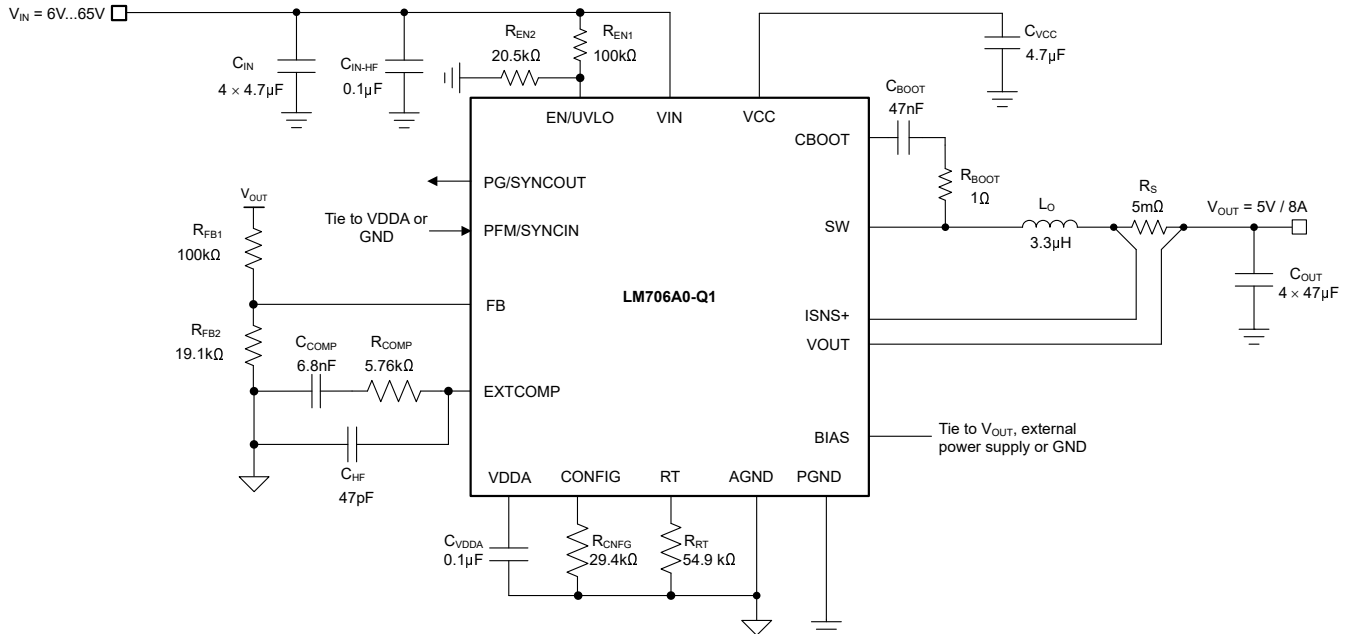 V_IN = 6V...65V
R_EN2
20.5kΩ
R_EN1
100kΩ
C_IN
4 × 4.7µF
C_IN-HF
0.1µF
C_VCC
4.7µF
C_BOOT
47nF
EN/UVLO
VIN
VCC
CBOOT
R_BOOT
1Ω
PG/SYNCOUT
Tie to VDDA or
GND
PFM/SYNCIN
SW
L_O
3.3µH
R_S
5mΩ
V_OUT = 5V / 8A
V_OUT
R_FB1
100kΩ
C_OUT
4 × 47µF
LM706A0-Q1
FB
ISNS+
VOUT
R_FB2
19.1kΩ
C_COMP
6.8nF
R_COMP
5.76kΩ
EXTCOMP
BIAS
Tie to V_OUT, external
power supply or GND
C_HF
47pF
VDDA
CONFIG
RT
AGND
PGND
C_VDDA
0.1µF
R_CNFG
29.4kΩ
R_RT
54.9 kΩ